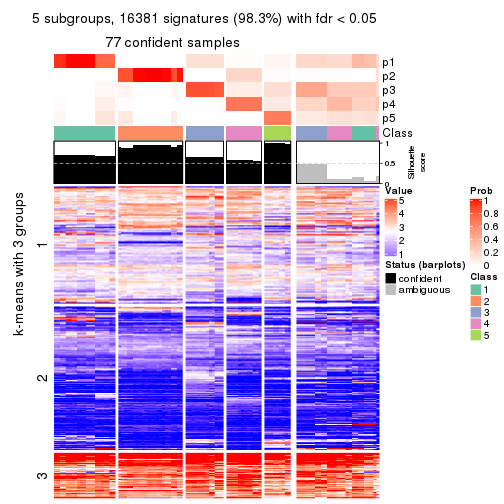 5 subgroups, 16381 signatures (98.3%) with fdr < 0.05
77 confident samples
p1
p2
p3
p4
p5
Class
1
0.5
0
Silhouette
score
k-means with 3 groups
1
2
3
Value
5
4
3
2
1
Status (barplots)
confident
ambiguous
Prob
1
0.8
0.6
0.4
0.2
0
Class
1
2
3
4
5